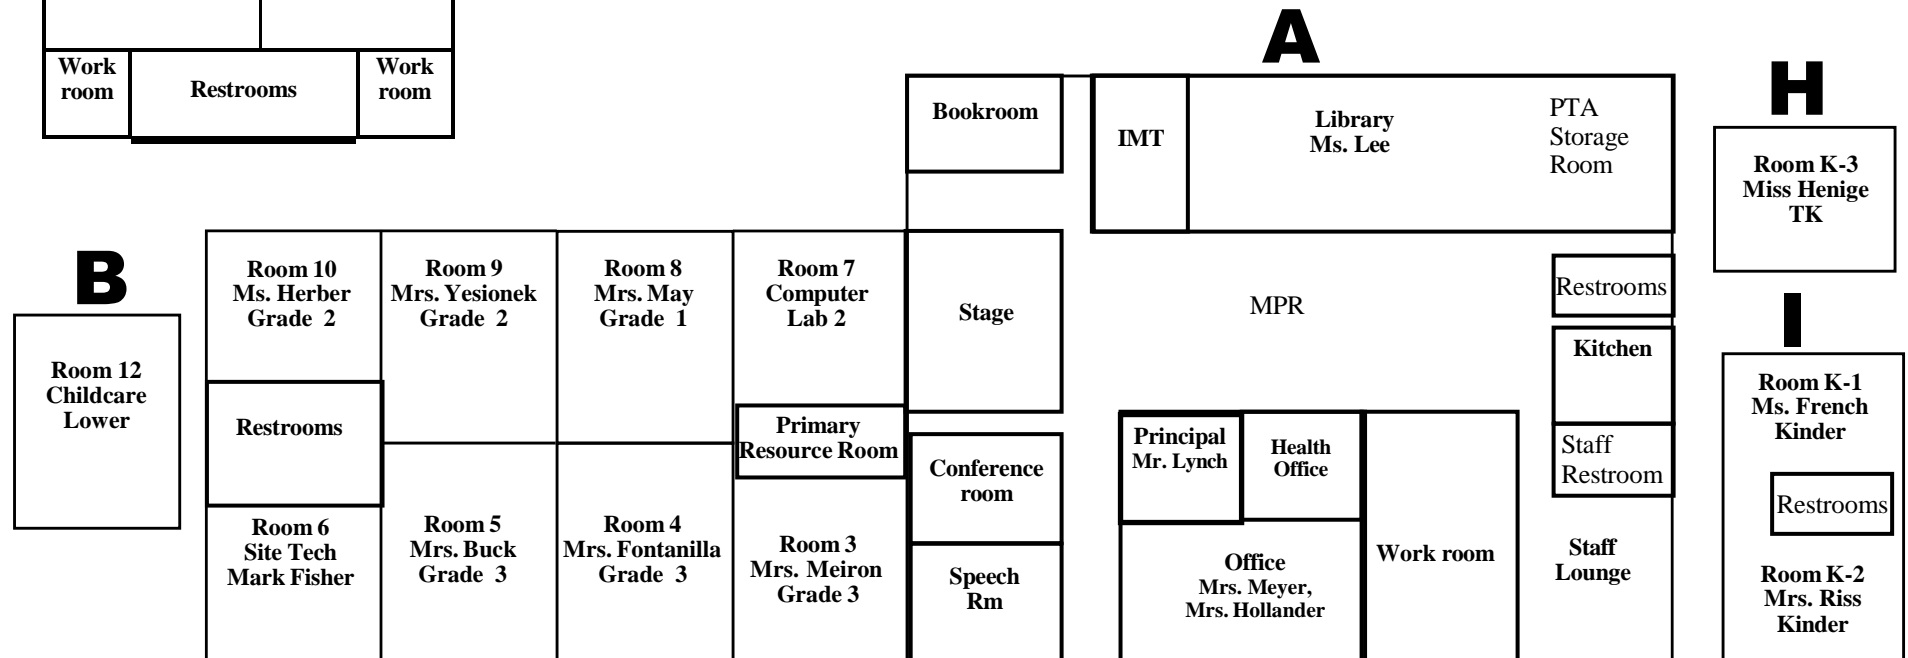 Work
room
Restrooms
Work
room
A
Bookroom
IMT
Library
Ms. Lee
PTA
Storage
Room
H
Room K-3
Miss Henige
TK
B
Room 12
Childcare
Lower
Room 10
Ms. Herber
Grade 2
Room 9
Mrs. Yesionek
Grade 2
Room 8
Mrs. May
Grade 1
Room 7
Computer
Lab 2
Stage
MPR
Restrooms
Kitchen
I
Room K-1
Ms. French
Kinder
Restrooms
Primary
Resource Room
Conference
room
Principal
Mr. Lynch
Health
Office
Staff
Restroom
Restrooms
Room 6
Site Tech
Mark Fisher
Room 5
Mrs. Buck
Grade 3
Room 4
Mrs. Fontanilla
Grade 3
Room 3
Mrs. Meiron
Grade 3
Speech
Rm
Office
Mrs. Meyer,
Mrs. Hollander
Work room
Staff
Lounge
Room K-2
Mrs. Riss
Kinder